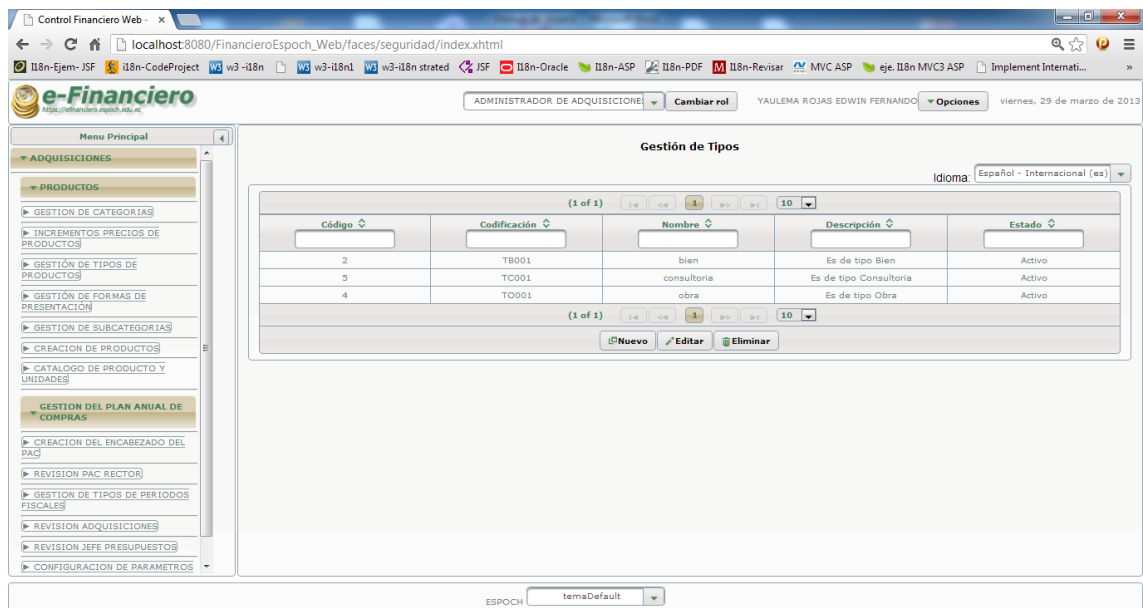 Control Financiero Web -
localhost:8080/FinancieroEspoch_Web/faces/seguridad/index.xhtml
I18n-Ejem- JSF i18n-CodeProject w3 -i18n w3-i18n1 w3-i18n strated JSF I18n-Oracle I18n-ASP I18n-PDF I18n-Revisar MVC ASP eje. I18n MVC3 ASP Implement Internati... »
e-Financiero
https://efinanciero.espoch.edu.ec
ADMINISTRADOR DE ADQUISICIONE Cambiar rol YAULEMA ROJAS EDWIN FERNANDO Opciones viernes, 29 de marzo de 2013
Menu Principal
ADQUISICIONES
PRODUCTOS
GESTION DE CATEGORIAS
INCREMENTOS PRECIOS DE
PRODUCTOS
GESTIÓN DE TIPOS DE
PRODUCTOS
GESTIÓN DE FORMAS DE
PRESENTACIÓN
GESTION DE SUBCATEGORIAS
CREACION DE PRODUCTOS
CATALOGO DE PRODUCTO Y
UNIDADES
GESTION DEL PLAN ANUAL DE
COMPRAS
CREACION DEL ENCABEZADO DEL
PAC
REVISION PAC RECTOR
GESTION DE TIPOS DE PERIODOS
FISCALES
REVISION ADQUISICIONES
REVISION JEFE PRESUPUESTOS
CONFIGURACION DE PARAMETROS
Gestión de Tipos
Idioma: Español - Internacional (es)
(1 of 1) 1 10
Código Codificación Nombre Descripción Estado
2 TB001 bien Es de tipo Bien Activo
5 TC001 consultoria Es de tipo Consultoria Activo
4 TO001 obra Es de tipo Obra Activo
(1 of 1) 1 10
Nuevo Editar Eliminar
ESPOCH temaDefault